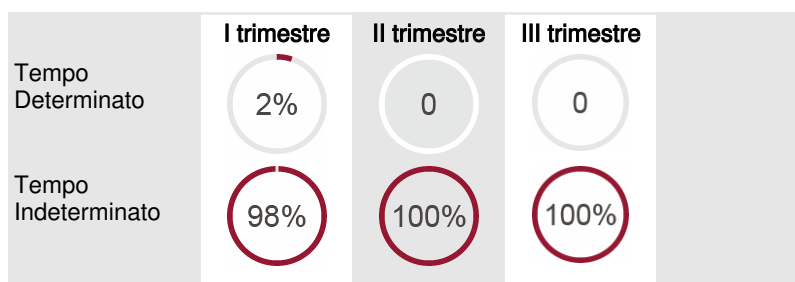 I trimestre II trimestre III trimestre
Tempo
Determinato
2% 0 0
Tempo
Indeterminato
98% 100% 100%